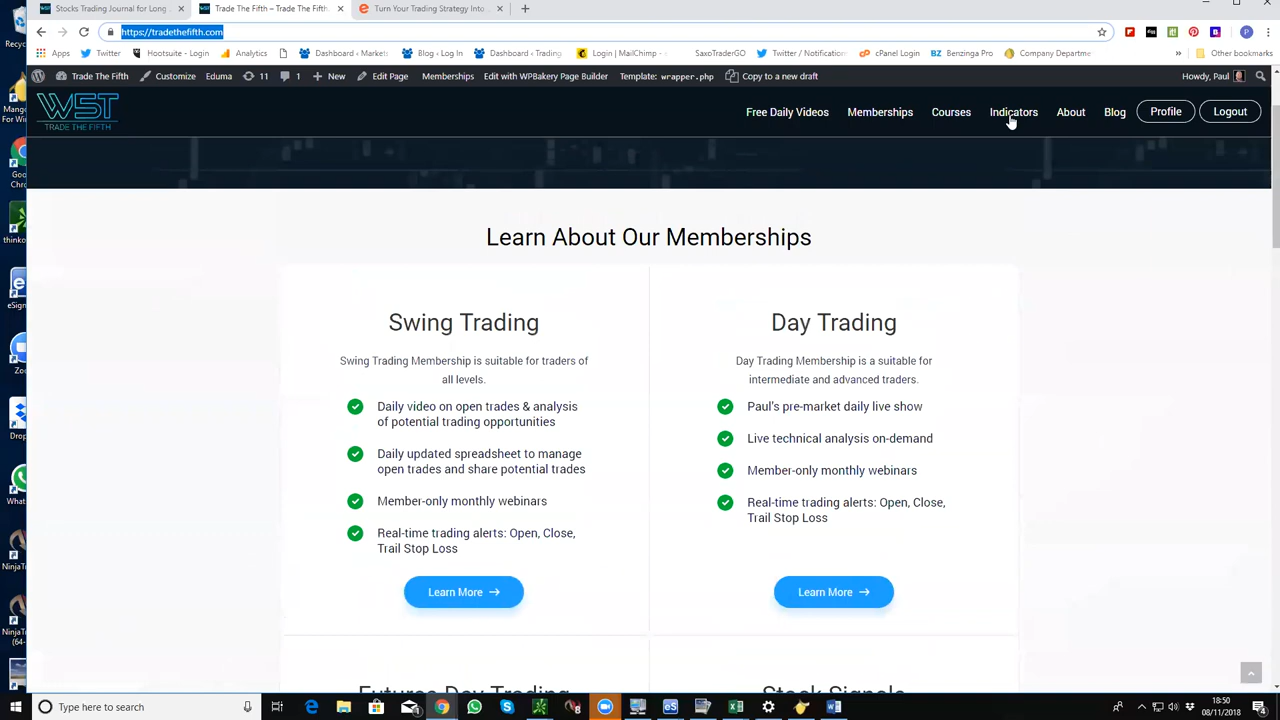 Stocks Trading Journal for Long
Trade The Fifth – Trade The Fifth
Turn Your Trading Strategy Into
https://tradethefifth.com
Apps
Twitter
Hootsuite - Login
Analytics
Dashboard ‹ Market
Blog ‹ Log In
Dashboard ‹ Trading
Login | MailChimp -
SaxoTraderGO
Twitter / Notification
cPanel Login
BZ Benzinga Pro
Company Departme
»
Other bookmarks
Trade The Fifth
Customize
Eduma
11
1
New
Edit Page
Memberships
Edit with WPBakery Page Builder
Template: wrapper.php
Copy to a new draft
Howdy, Paul
WST
TRADE THE FIFTH
Free Daily Videos
Memberships
Courses
Indicators
About
Blog
Profile
Logout
Learn About Our Memberships
Swing Trading
Swing Trading Membership is suitable for traders of
all levels.
Daily video on open trades & analysis
of potential trading opportunities
Daily updated spreadsheet to manage
open trades and share potential trades
Member-only monthly webinars
Real-time trading alerts: Open, Close,
Trail Stop Loss
Learn More
Day Trading
Day Trading Membership is a suitable for
intermediate and advanced traders.
Paul's pre-market daily live show
Live technical analysis on-demand
Member-only monthly webinars
Real-time trading alerts: Open, Close,
Trail Stop Loss
Learn More
Futures Day Trading
Stock Signals
Type here to search
18:50
08/11/2018